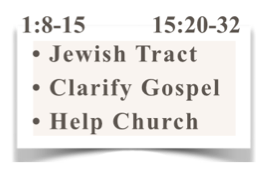 1:8-15 15:20-32
• Jewish Tract
• Clarify Gospel
• Help Church